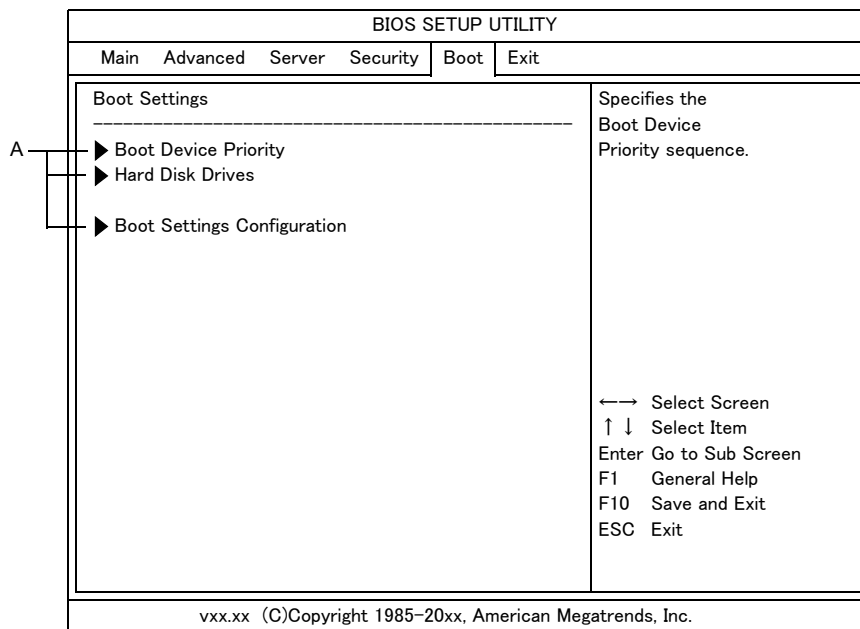 BIOS SETUP UTILITY
Main Advanced Server Security Boot Exit
Boot Settings
------------------------------------------------
A
▶ Boot Device Priority
▶ Hard Disk Drives
▶ Boot Settings Configuration
Specifies the
Boot Device
Priority sequence.
←→ Select Screen
↑↓ Select Item
Enter Go to Sub Screen
F1 General Help
F10 Save and Exit
ESC Exit
vxx.xx (C)Copyright 1985-20xx, American Megatrends, Inc.